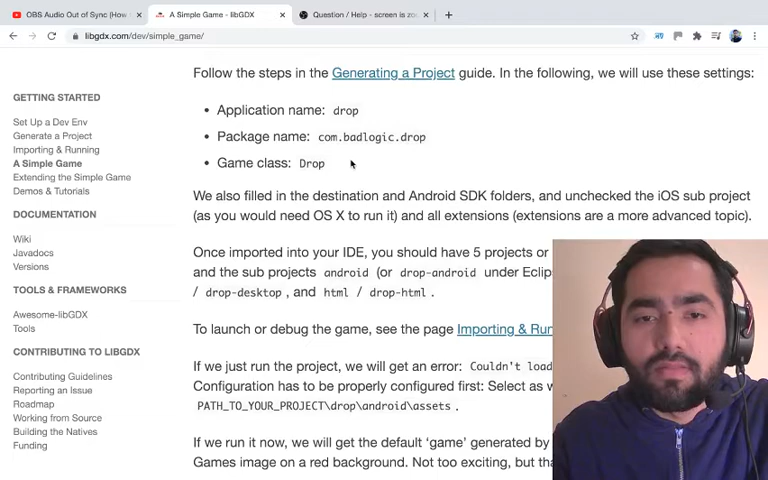 OBS Audio Out of Sync (How
A Simple Game - libGDX
Question / Help - screen is zo
libgdx.com/dev/simple_game/
GETTING STARTED
Set Up a Dev Env
Generate a Project
Importing & Running
A Simple Game
Extending the Simple Game
Demos & Tutorials
DOCUMENTATION
Wiki
Javadocs
Versions
TOOLS & FRAMEWORKS
Awesome-libGDX
Tools
CONTRIBUTING TO LIBGDX
Contributing Guidelines
Reporting an Issue
Roadmap
Working from Source
Building the Natives
Funding
Follow the steps in the Generating a Project guide. In the following, we will use these settings:
• Application name: drop
• Package name: com.badlogic.drop
• Game class: Drop
We also filled in the destination and Android SDK folders, and unchecked the iOS sub project
(as you would need OS X to run it) and all extensions (extensions are a more advanced topic).
Once imported into your IDE, you should have 5 projects or
and the sub projects android (or drop-android under Eclip
/ drop-desktop, and html / drop-html.
To launch or debug the game, see the page Importing & Run
If we just run the project, we will get an error: Couldn't load
Configuration has to be properly configured first: Select as w
PATH_TO_YOUR_PROJECT\drop\android\assets.
If we run it now, we will get the default 'game' generated by
Games image on a red background. Not too exciting, but tha